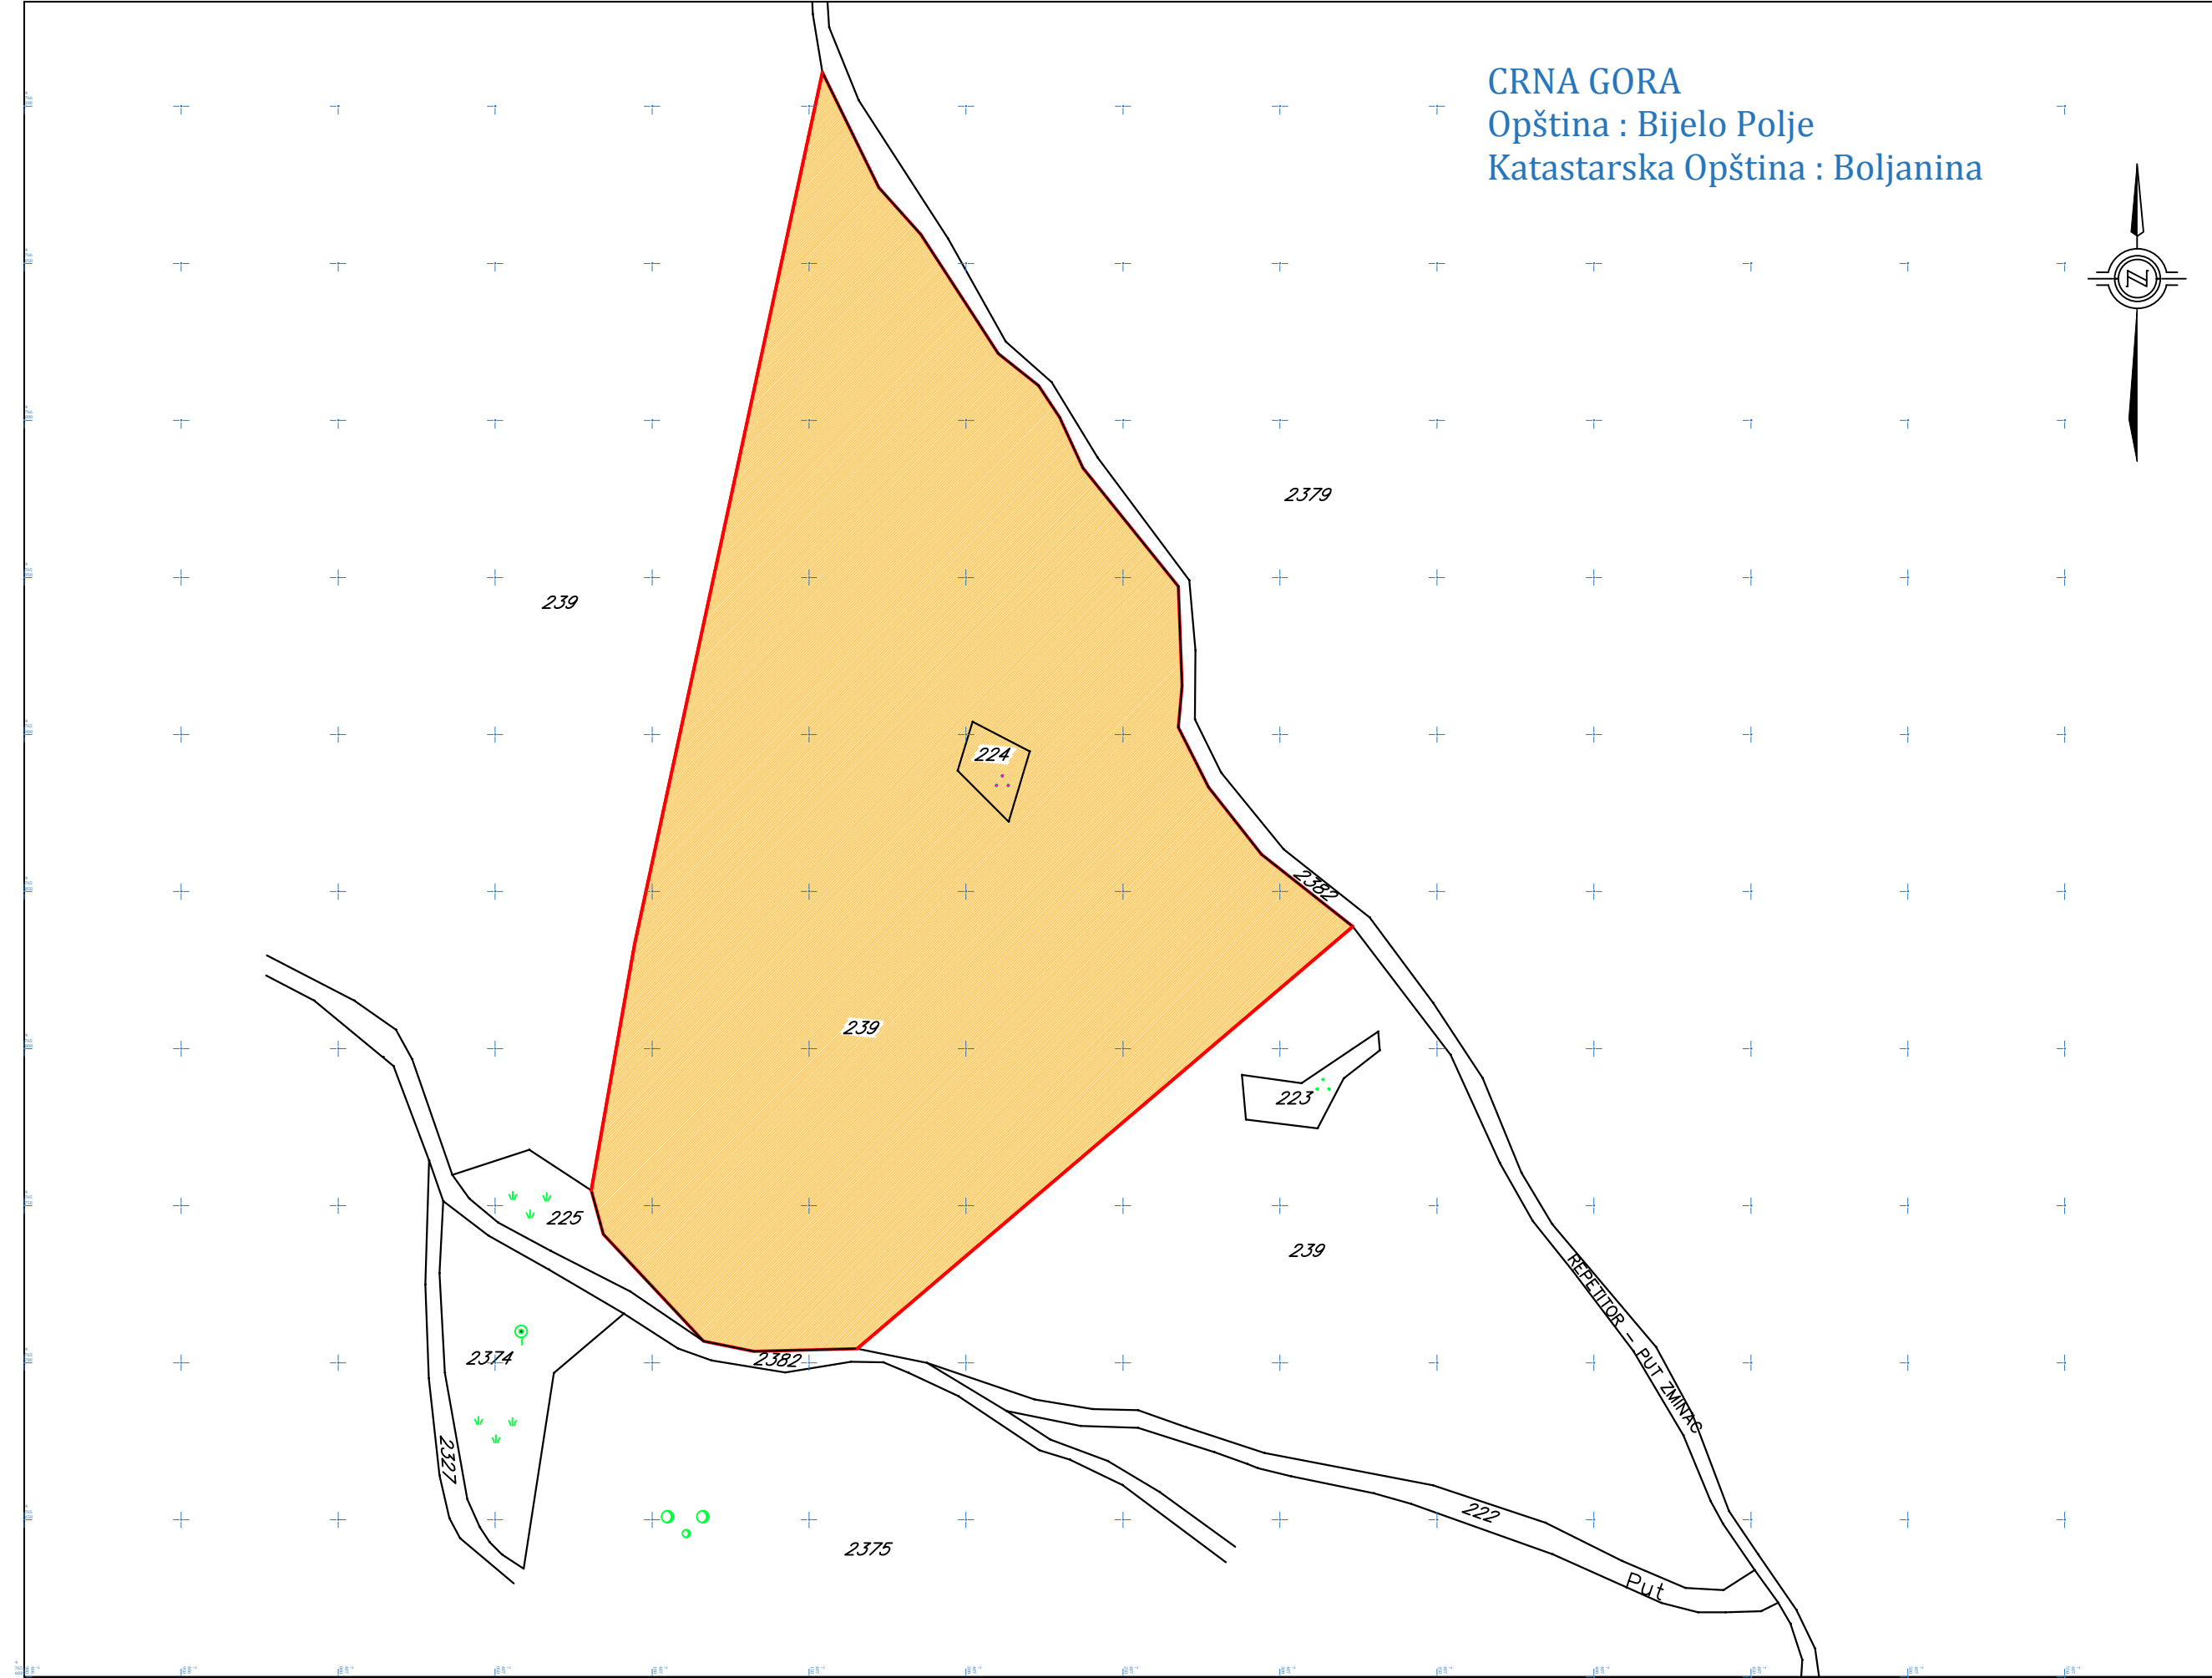 CRNA GORA
Opština : Bijelo Polje
Katastarska Opština : Boljanina
N
2379
239
224
2382
239
223
225
239
REPETITOR - PUT ZMINAC
2374
2382
2327
222
2375
Put